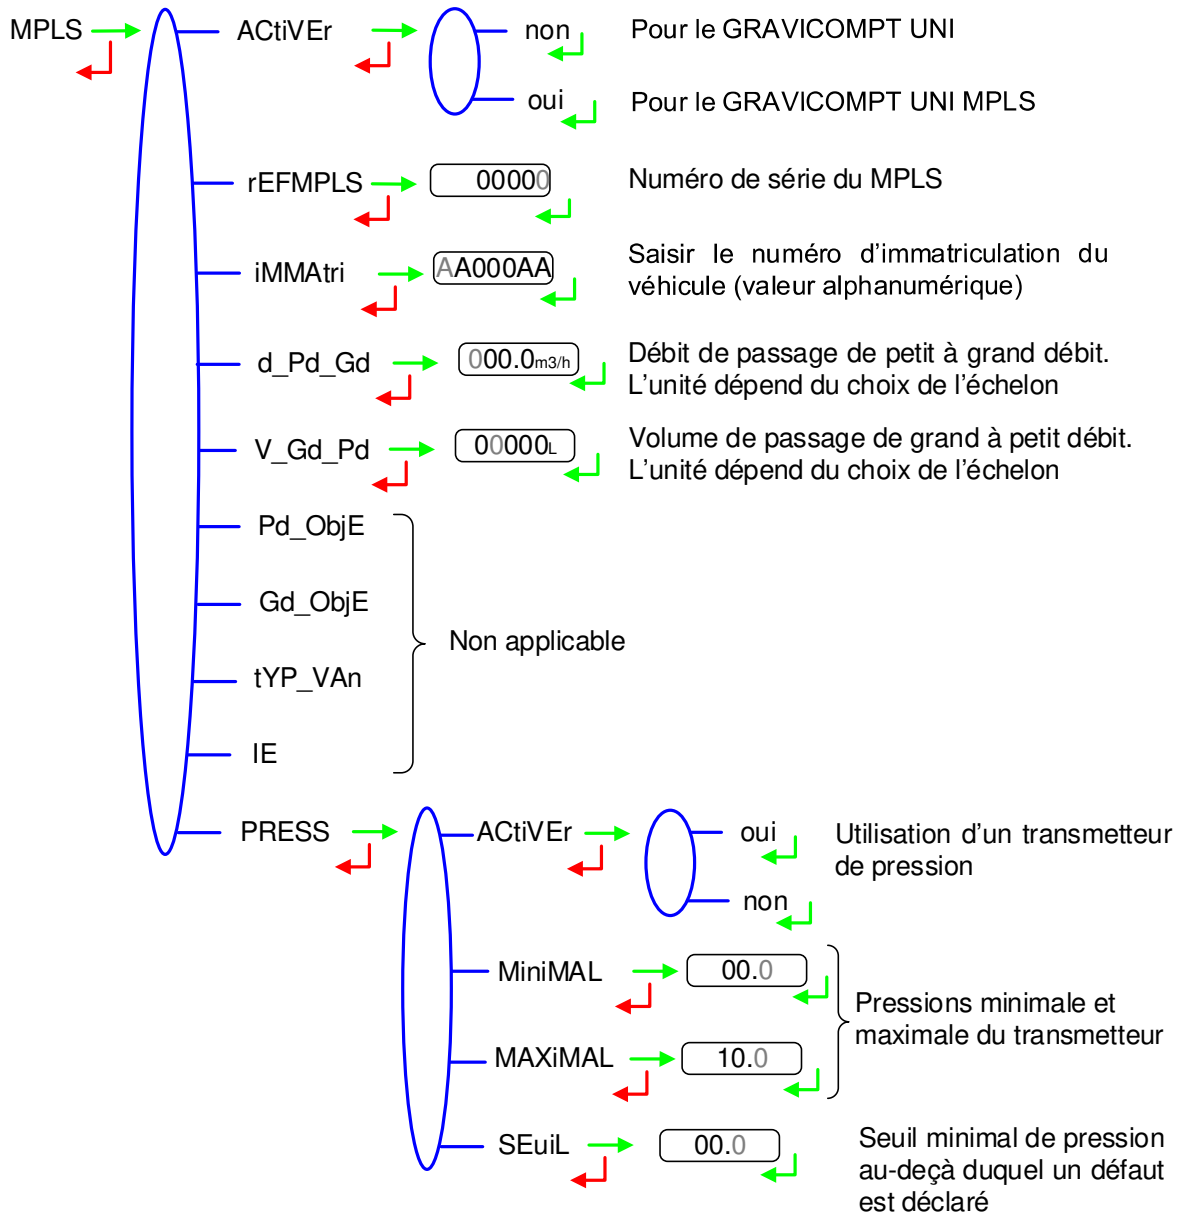 MPLS
ACtiVEr
non
Pour le GRAVICOMPT UNI
oui
Pour le GRAVICOMPT UNI MPLS
rEFMPLS
00000
Numéro de série du MPLS
iMMAtri
AA000AA
Saisir le numéro d'immatriculation du
véhicule (valeur alphanumérique)
d_Pd_Gd
000.0m3/h
Débit de passage de petit à grand débit.
L'unité dépend du choix de l'échelon
V_Gd_Pd
00000L
Volume de passage de grand à petit débit.
L'unité dépend du choix de l'échelon
Pd_ObjE
Gd_ObjE
Non applicable
tYP_VAn
IE
PRESS
ACtiVEr
oui
Utilisation d'un transmetteur
de pression
non
MiniMAL
00.0
Pressions minimale et
maximale du transmetteur
MAXiMAL
10.0
SEuiL
00.0
Seuil minimal de pression
au-deçà duquel un défaut
est déclaré